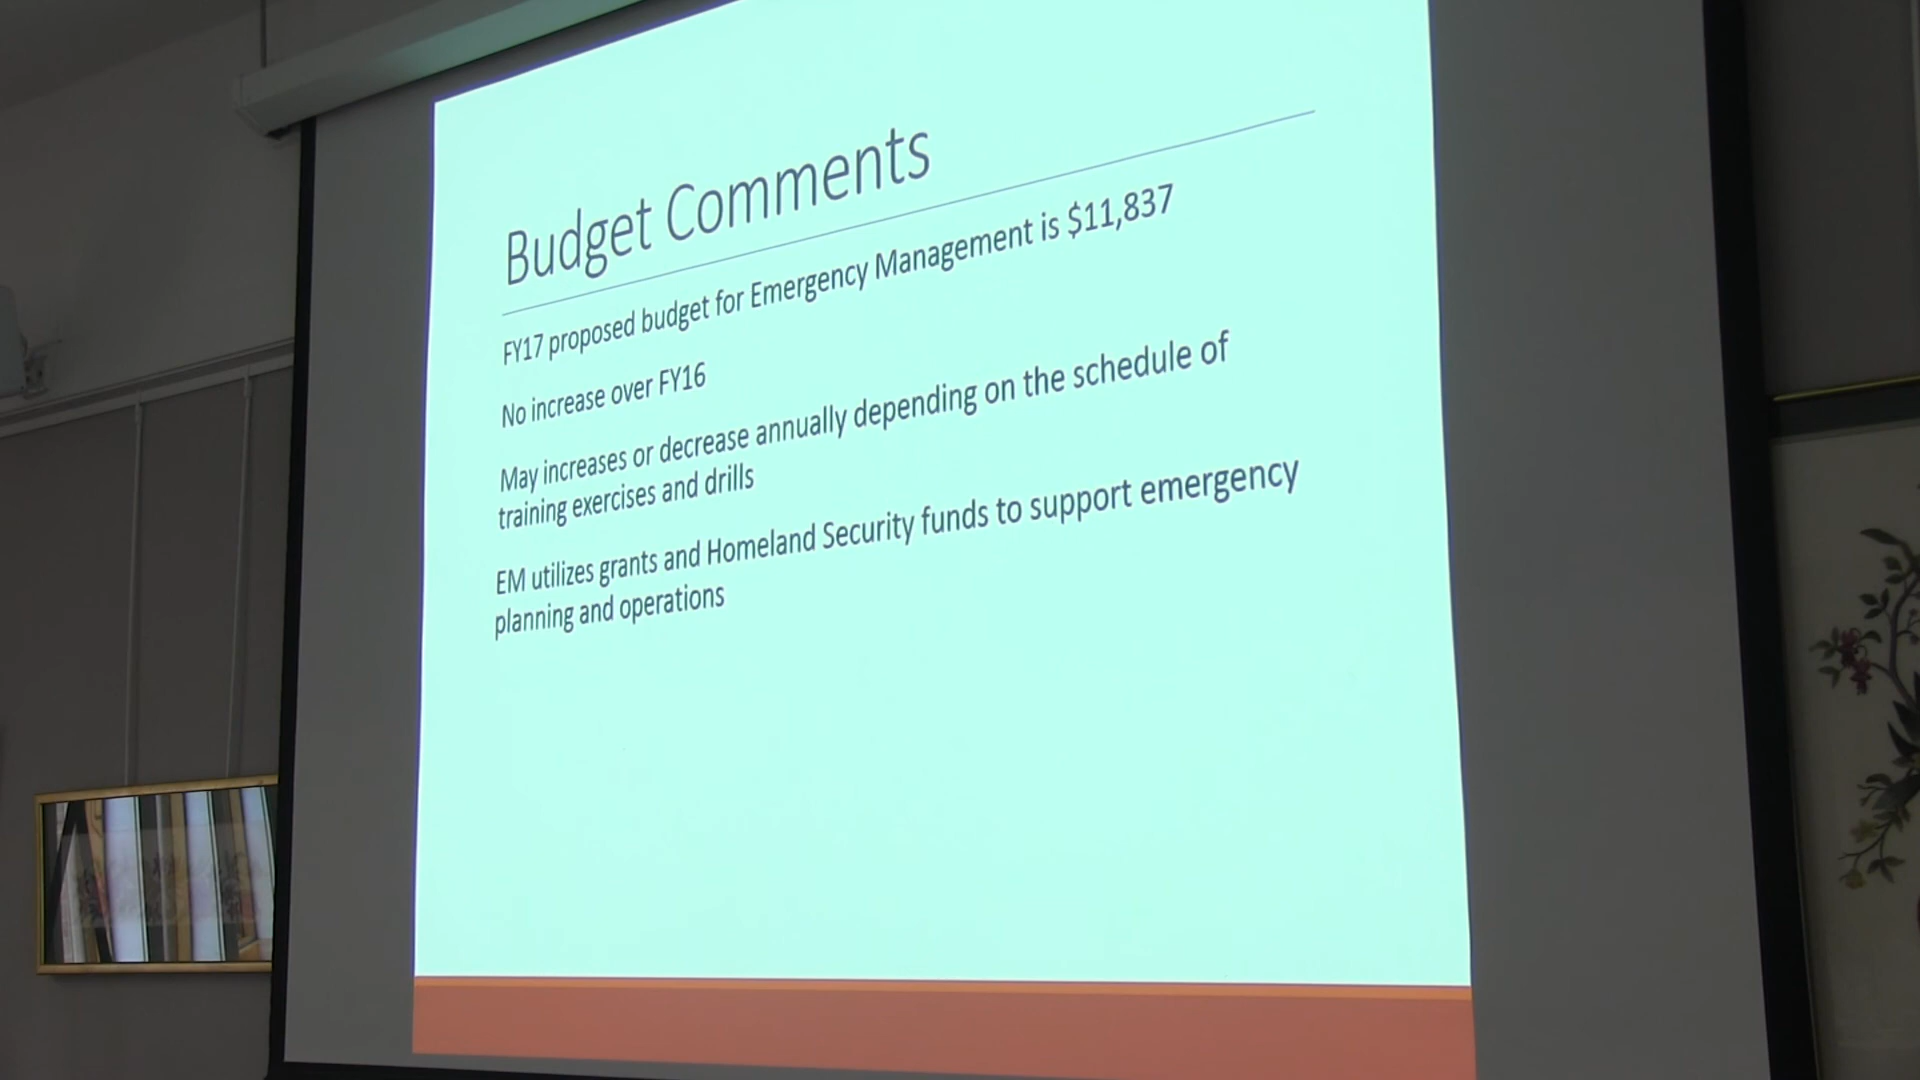 Budget Comments
FY17 proposed budget for Emergency Management is $11,837
No increase over FY16
May increases or decrease annually depending on the schedule of
training exercises and drills
EM utilizes grants and Homeland Security funds to support emergency
planning and operations